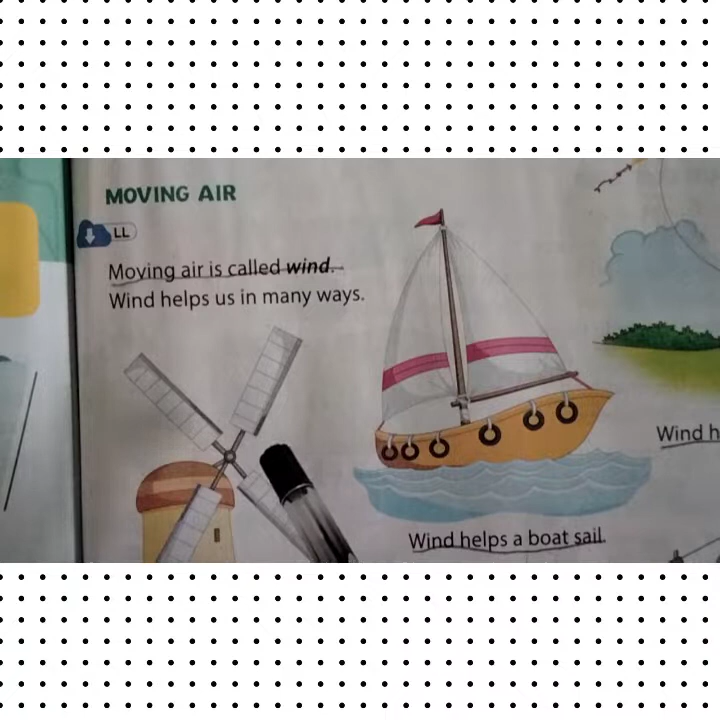 MOVING AIR
LL
Moving air is called wind.
Wind helps us in many ways.
Wind
Wind helps a boat sail.